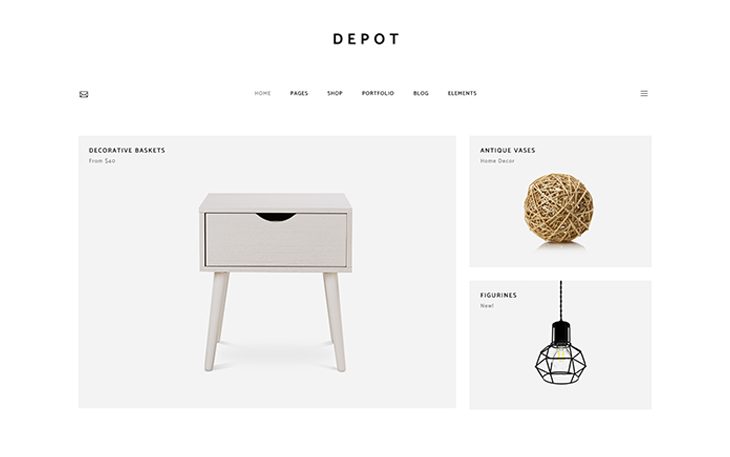 DEPOT
HOME PAGES SHOP PORTFOLIO BLOG ELEMENTS
DECORATIVE BASKETS
From $40
ANTIQUE VASES
Home Decor
FIGURINES
New!